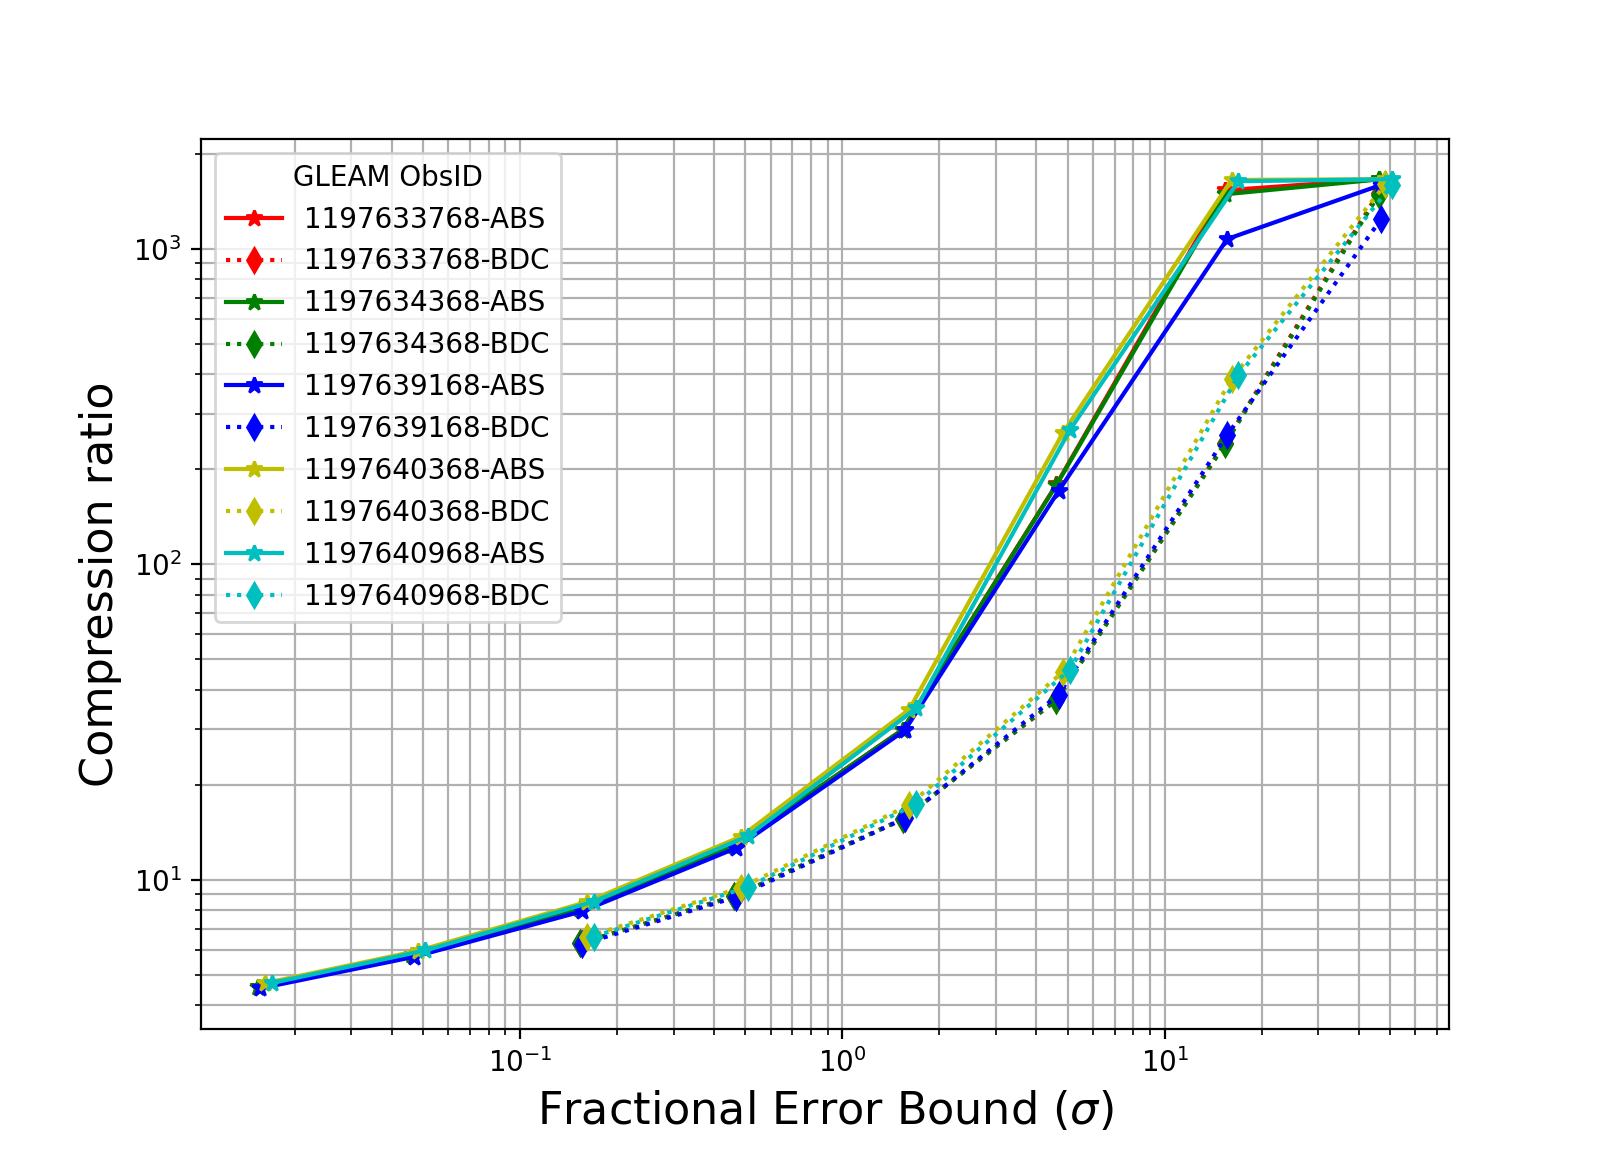 GLEAM ObsID
1197633768-ABS
1197633768-BDC
1197634368-ABS
1197634368-BDC
1197639168-ABS
1197639168-BDC
1197640368-ABS
1197640368-BDC
1197640968-ABS
1197640968-BDC
10³
10²
10¹
Compression ratio
10⁻¹ 10⁰ 10¹
Fractional Error Bound (σ)